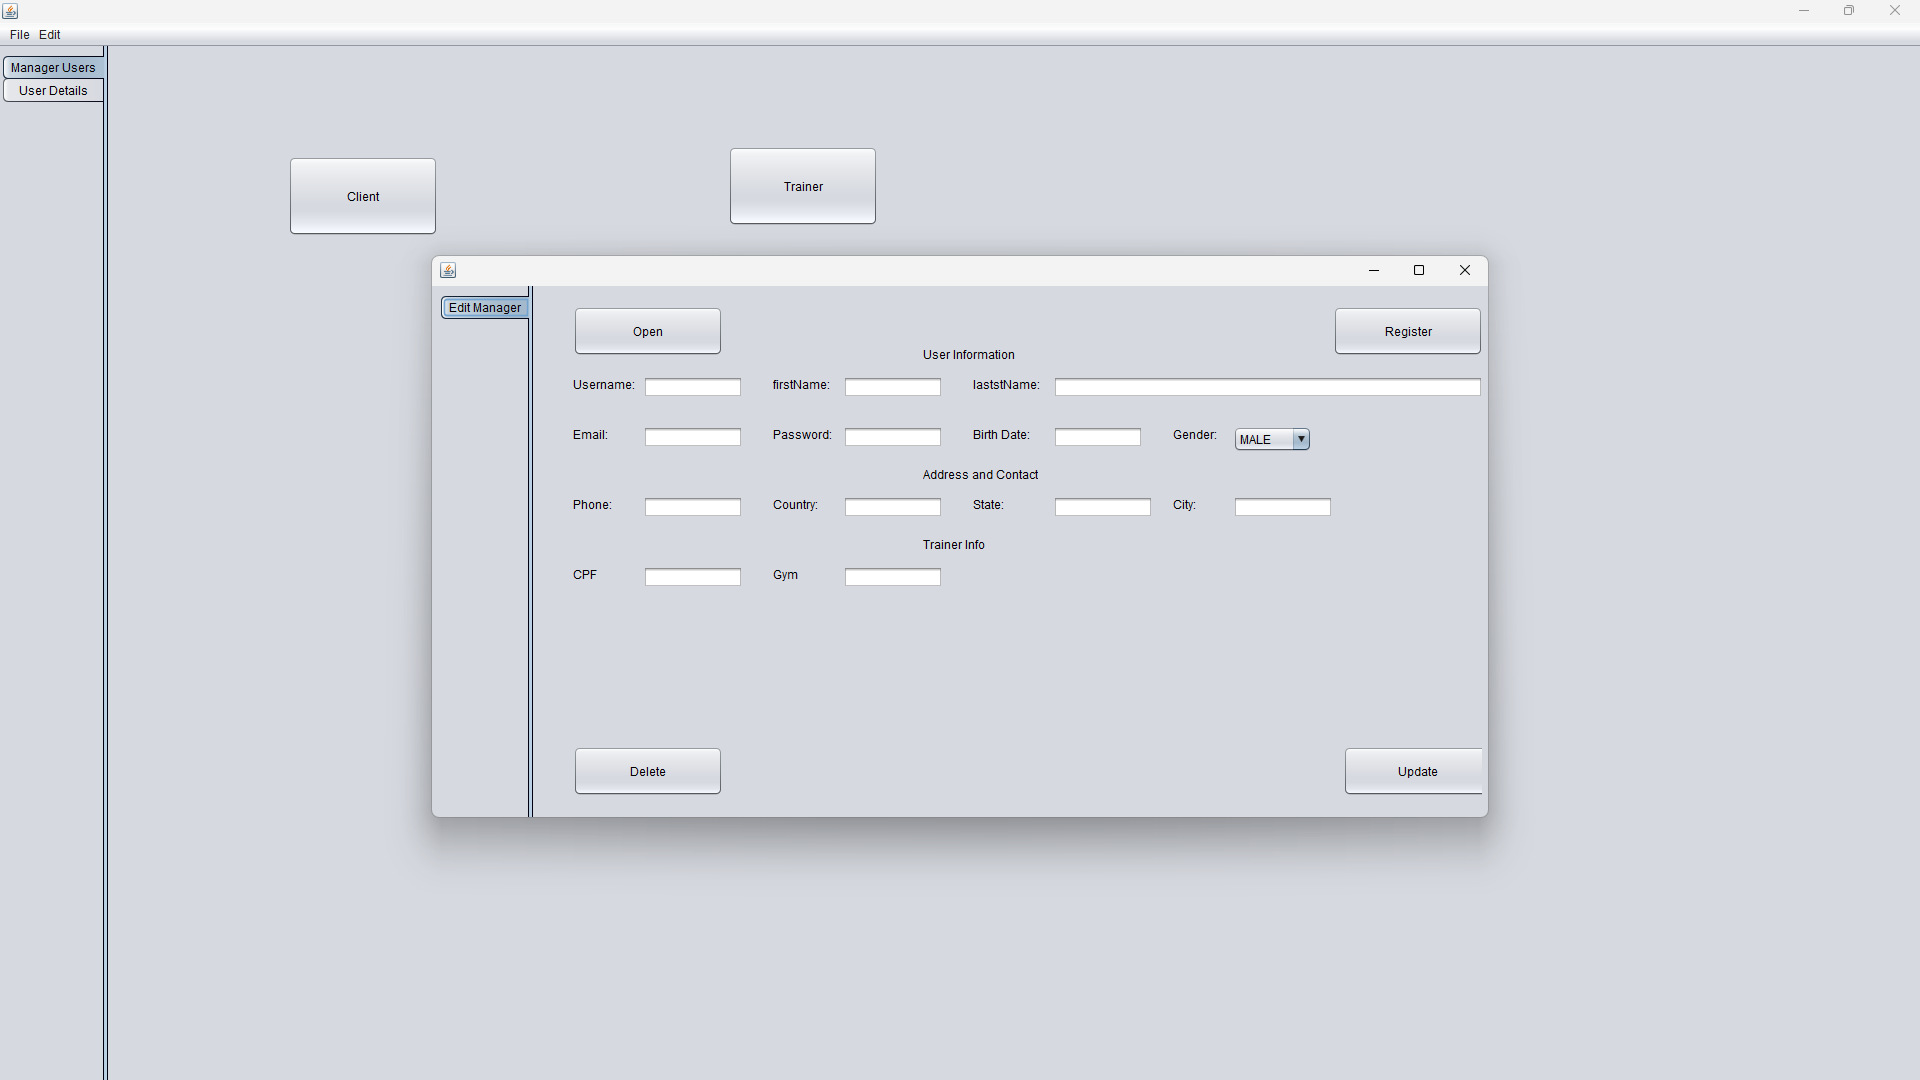 File Edit
Manager Users
User Details
Client
Trainer
Edit Manager
Open
Register
User Information
Username:
firstName:
laststName:
Email:
Password:
Birth Date:
Gender:
MALE
Address and Contact
Phone:
Country:
State:
City:
Trainer Info
CPF
Gym
Delete
Update